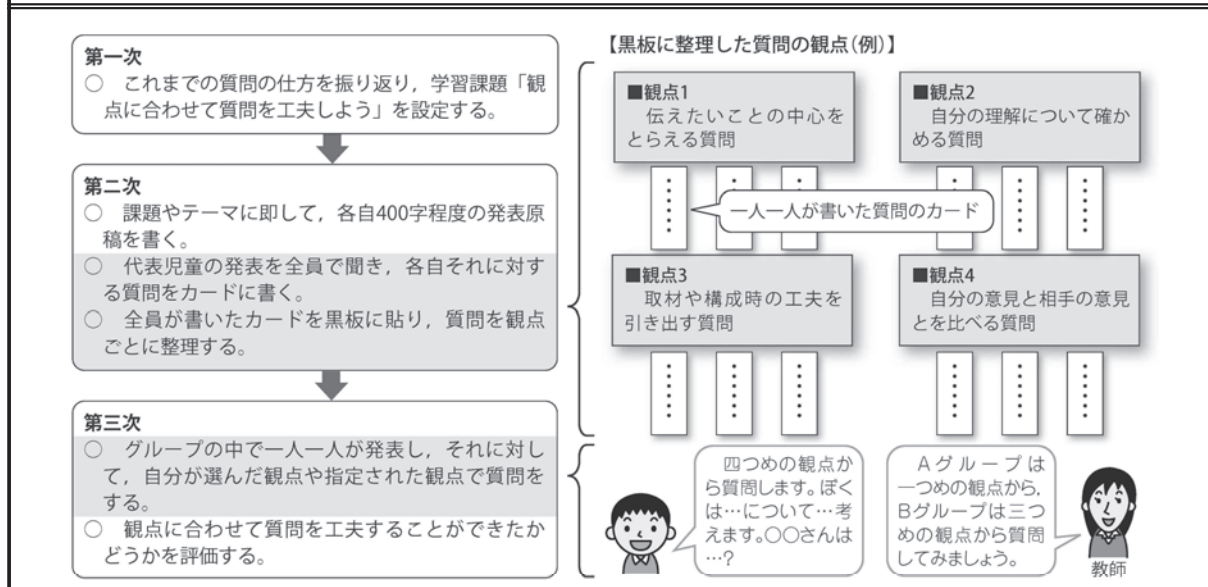 第一次
○ これまでの質問の仕方を振り返り，学習課題「観
点に合わせて質問を工夫しよう」を設定する。
第二次
○ 課題やテーマに即して，各自400字程度の発表原
稿を書く。
○ 代表児童の発表を全員で聞き，各自それに対す
る質問をカードに書く。
○ 全員が書いたカードを黒板に貼り，質問を観点
ごとに整理する。
第三次
○ グループの中で一人一人が発表し，それに対し
て，自分が選んだ観点や指定された観点で質問を
する。
○ 観点に合わせて質問を工夫することができたか
どうかを評価する。
【黒板に整理した質問の観点（例）】
■観点1
伝えたいことの中心を
とらえる質問
■観点2
自分の理解について確か
める質問
一人一人が書いた質問のカード
■観点3
取材や構成時の工夫を
引き出す質問
■観点4
自分の意見と相手の意見
とを比べる質問
四つめの観点か
ら質問します。ぼく
は…について…考
えます。〇〇さんは
…？
Aグループは
一つめの観点から，
Bグループは三つ
めの観点から質問
してみましょう。
教師